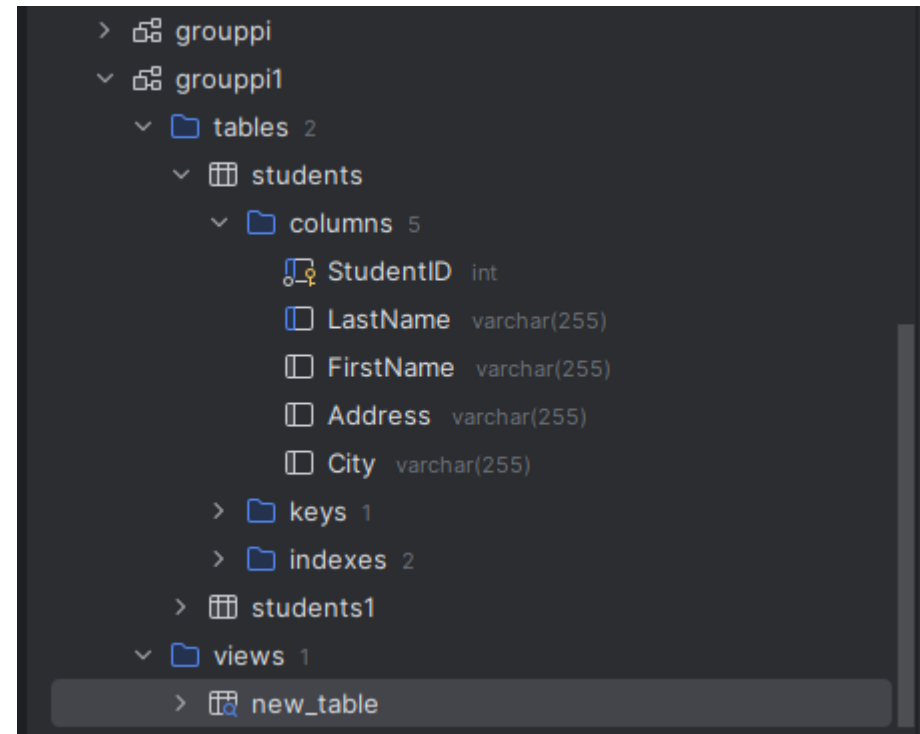 grouppi
grouppi1
tables 2
students
columns 5
StudentID int
LastName varchar(255)
FirstName varchar(255)
Address varchar(255)
City varchar(255)
keys 1
indexes 2
students1
views 1
new_table